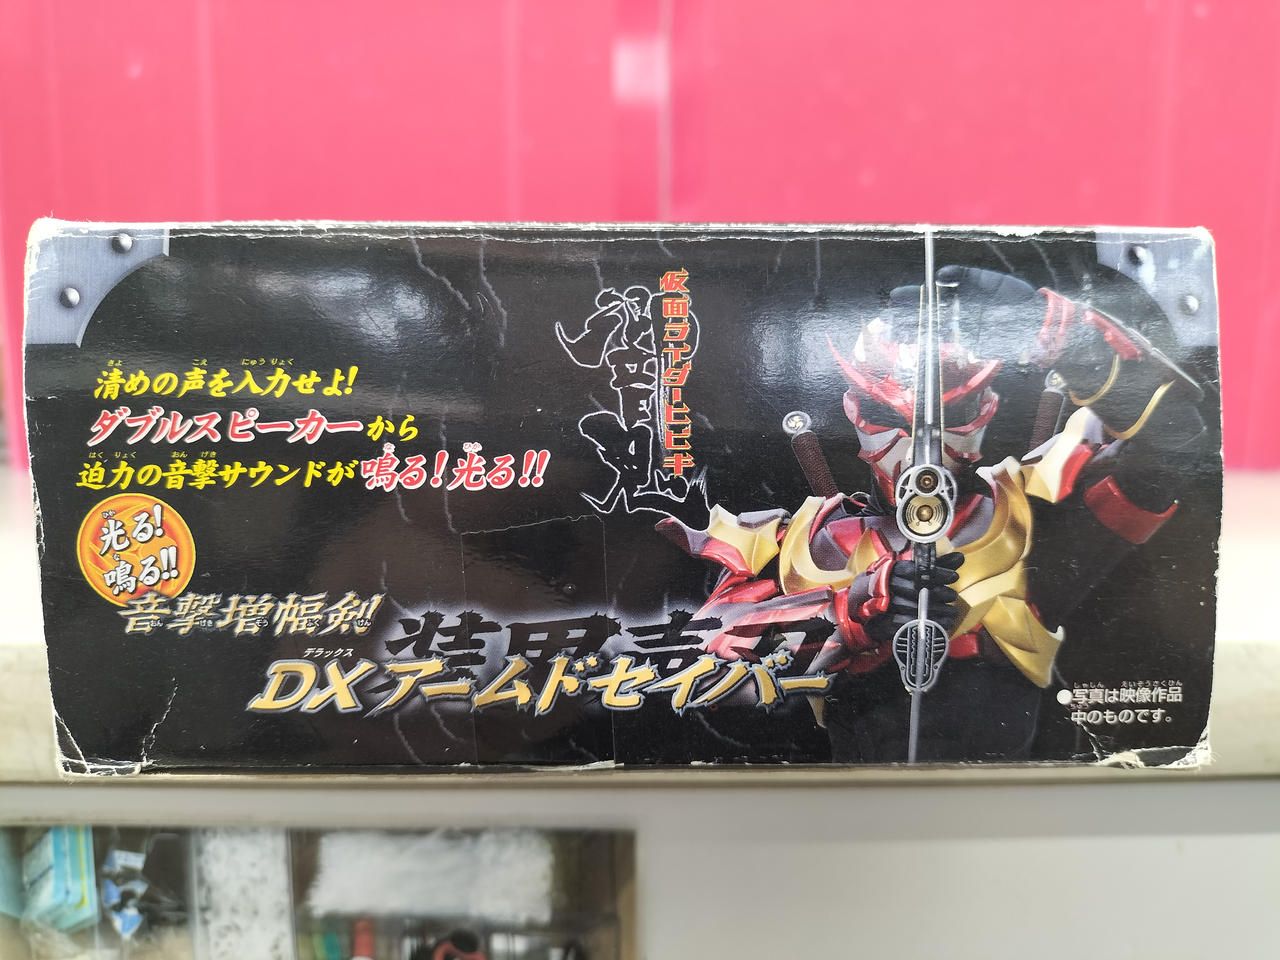 清めの声を入力せよ!
ダブルスピーカーから
迫力の音撃サウンドが鳴る!光る!!
光る!
鳴る!!
仮面ライダーヒビキ
響鬼
音撃増幅剣
装甲声刃
デラックス
DXアームドセイバー
●写真は映像作品
中のものです。